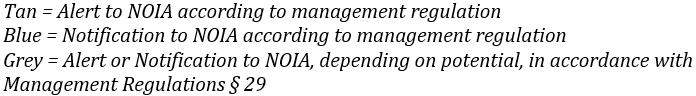 Tan = Alert to NOIA according to management regulation
Blue = Notification to NOIA according to management regulation
Grey = Alert or Notification to NOIA, depending on potential, in accordance with
Management Regulations § 29